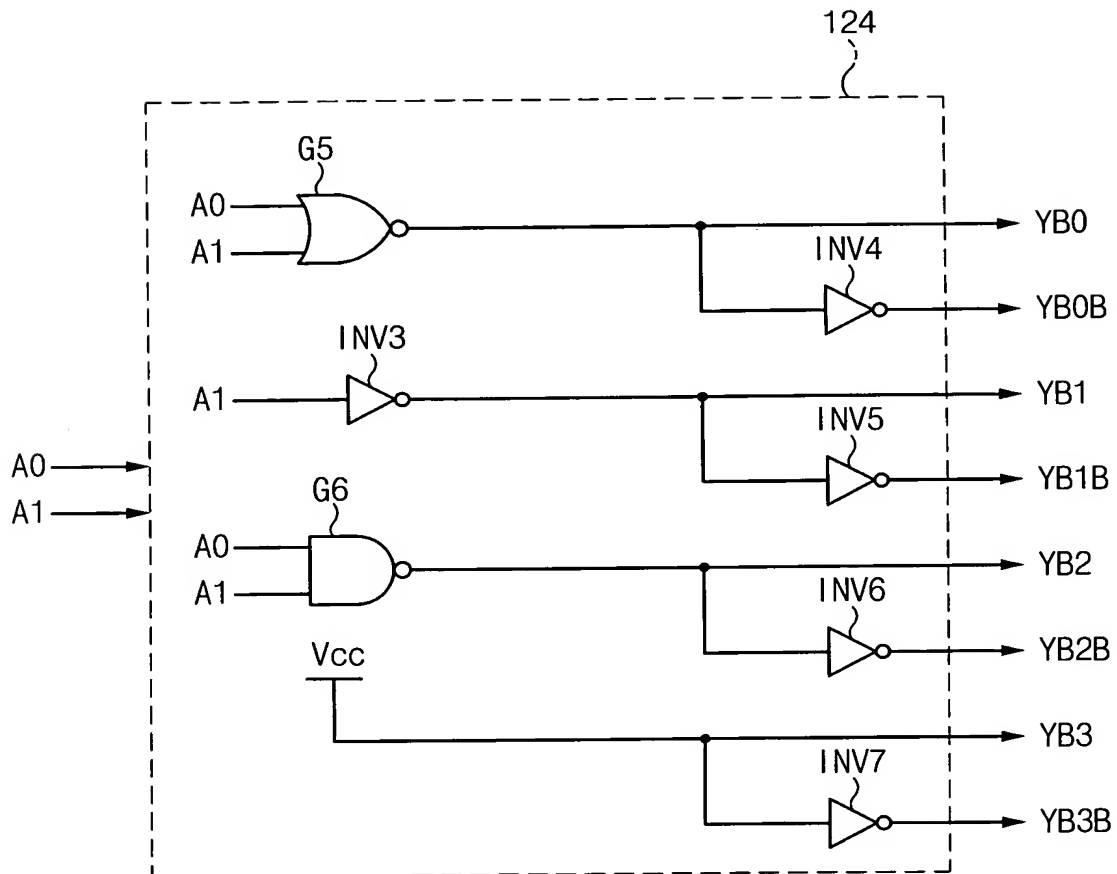 124
G5
A0
A1
YB0
INV4
YB0B
INV3
A1
YB1
INV5
YB1B
A0
A1
G6
A0
A1
YB2
INV6
YB2B
Vcc
YB3
INV7
YB3B